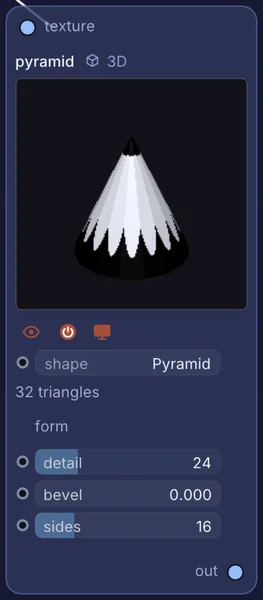 texture
pyramid 3D
shape Pyramid
32 triangles
form
detail 24
bevel 0.000
sides 16
out